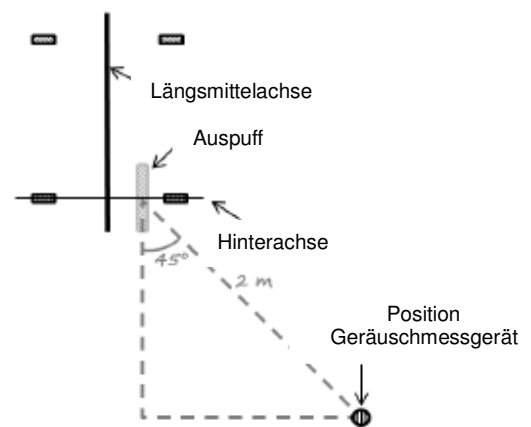 Längsmittelachse
Auspuff
Hinterachse
45°
2 m
Position
Geräuschmessgerät